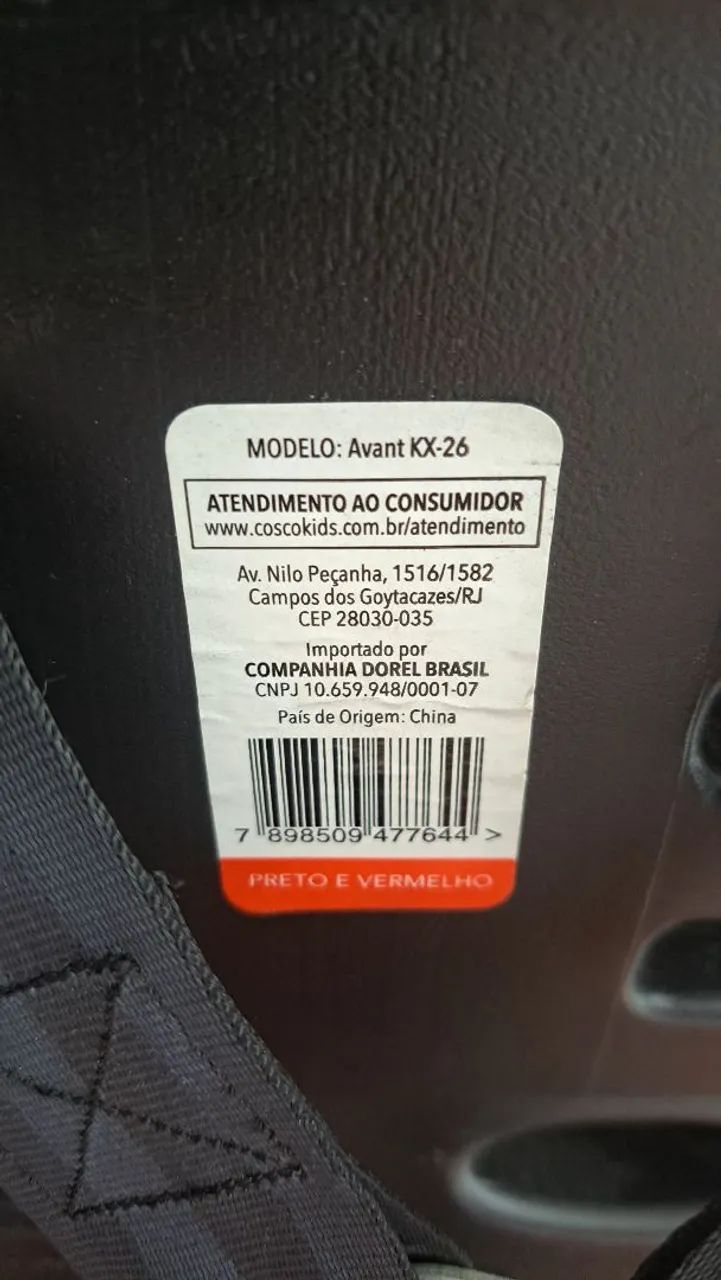 MODELO: Avant KX-26
ATENDIMENTO AO CONSUMIDOR
www.coscokids.com.br/atendimento
Av. Nilo Peçanha, 1516/1582
Campos dos Goytacazes/RJ
CEP 28030-035
Importado por
COMPANHIA DOREL BRASIL
CNPJ 10.659.948/0001-07
País de Origem: China
7 898509 477644 >
PRETO E VERMELHO